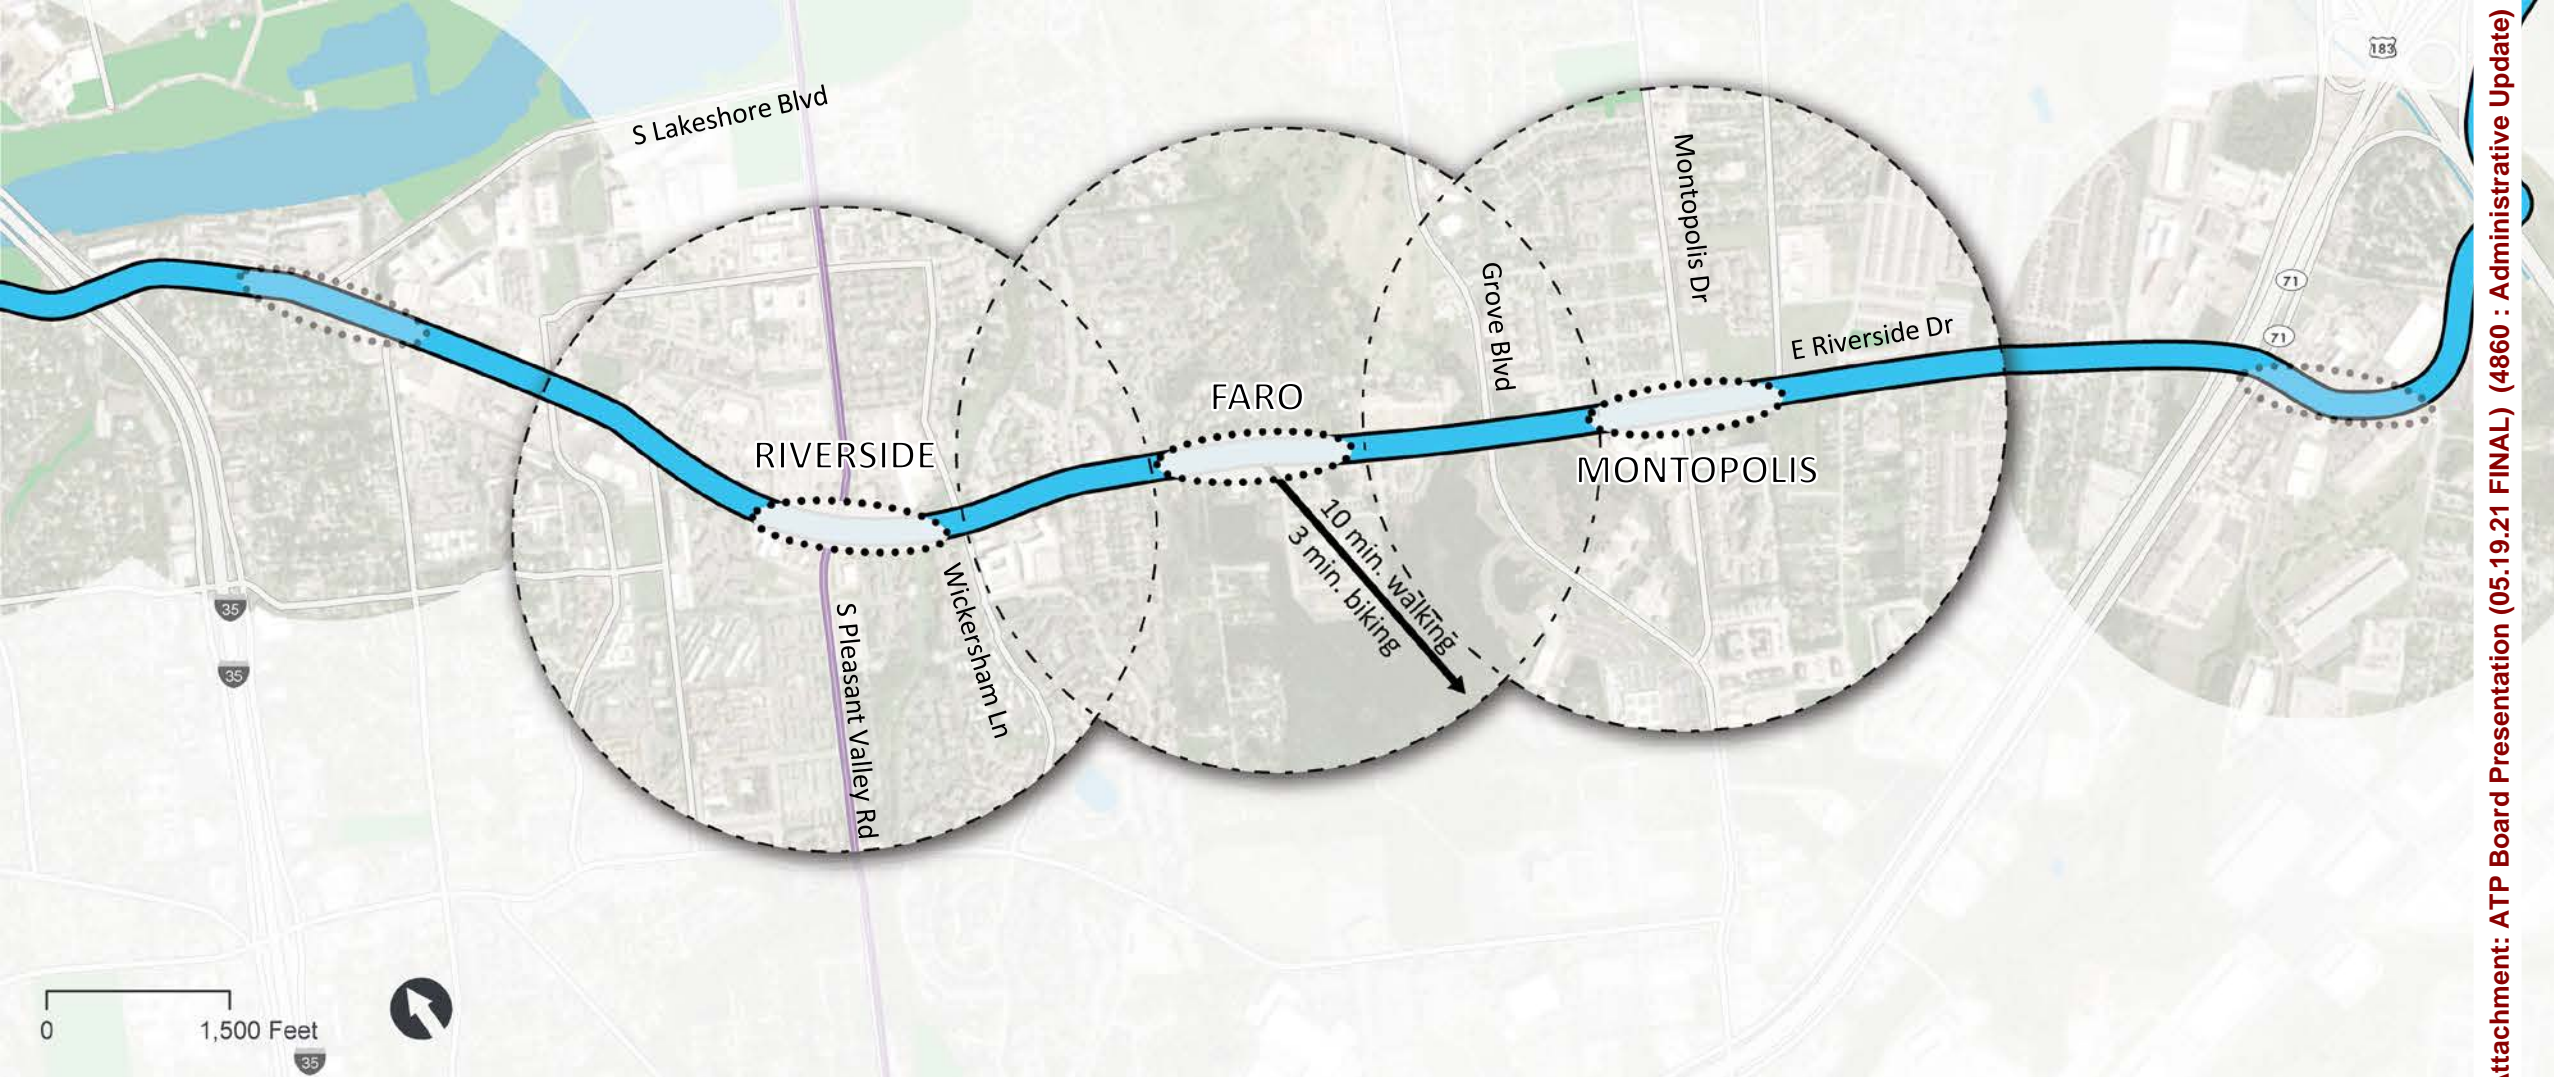 183
S Lakeshore Blvd
Montopolis Dr
Grove Blvd
71
71
E Riverside Dr
FARO
RIVERSIDE
MONTOPOLIS
10 min. walking
3 min. biking
Wickersham Ln
S Pleasant Valley Rd
35
35
0
1,500 Feet
35
Attachment: ATP Board Presentation (05.19.21 FINAL) (4860 : Administrative Update)